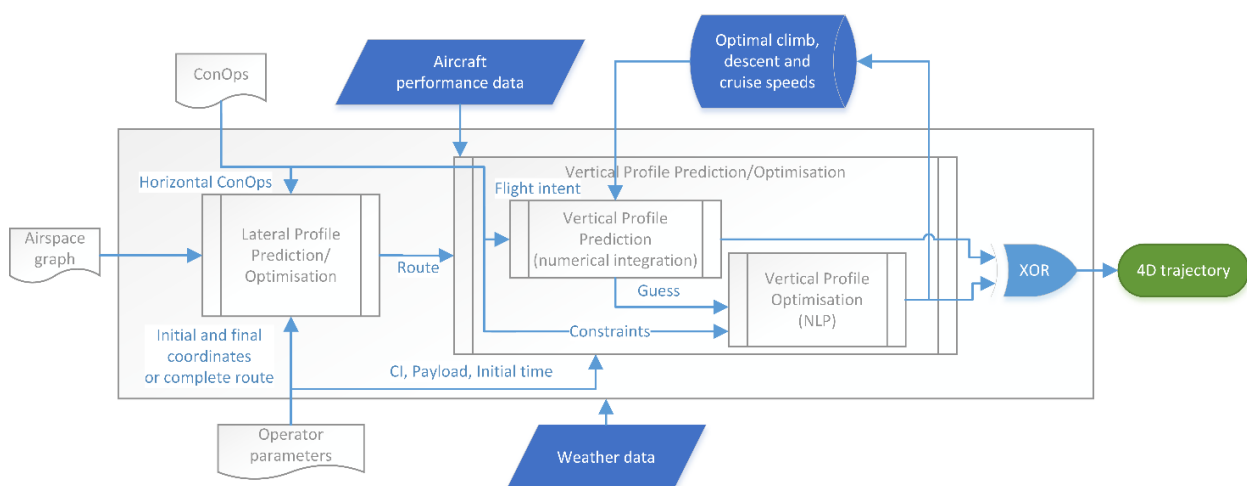 ConOps
Aircraft
performance data
Optimal climb,
descent and
cruise speeds
Horizontal ConOps
Vertical Profile Prediction/Optimisation
Flight intent
Airspace
graph
Lateral Profile
Prediction/
Optimisation
Route
Vertical Profile
Prediction
(numerical integration)
Guess
Vertical Profile
Optimisation
(NLP)
Constraints
XOR
4D trajectory
Initial and final
coordinates
or complete route
CI, Payload, Initial time
Operator
parameters
Weather data